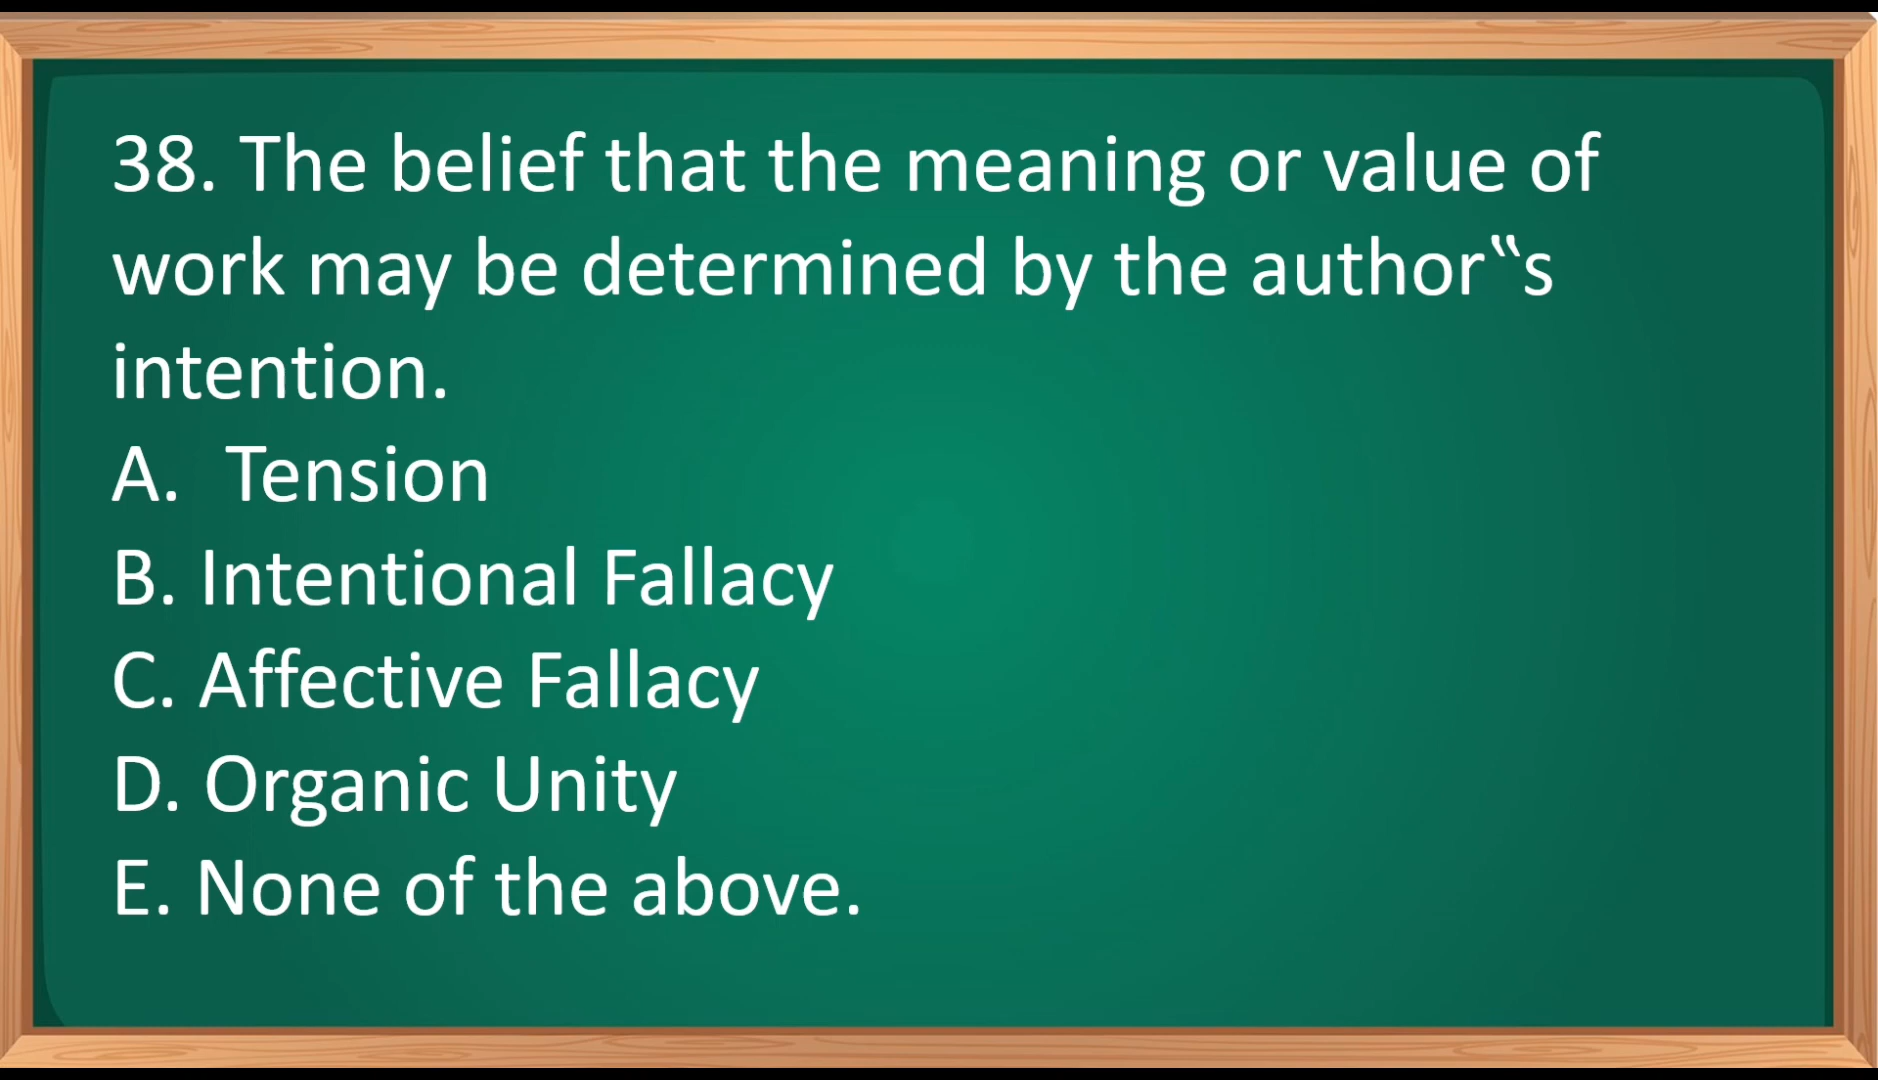 38. The belief that the meaning or value of
work may be determined by the author‟s
intention.
A. Tension
B. Intentional Fallacy
C. Affective Fallacy
D. Organic Unity
E. None of the above.